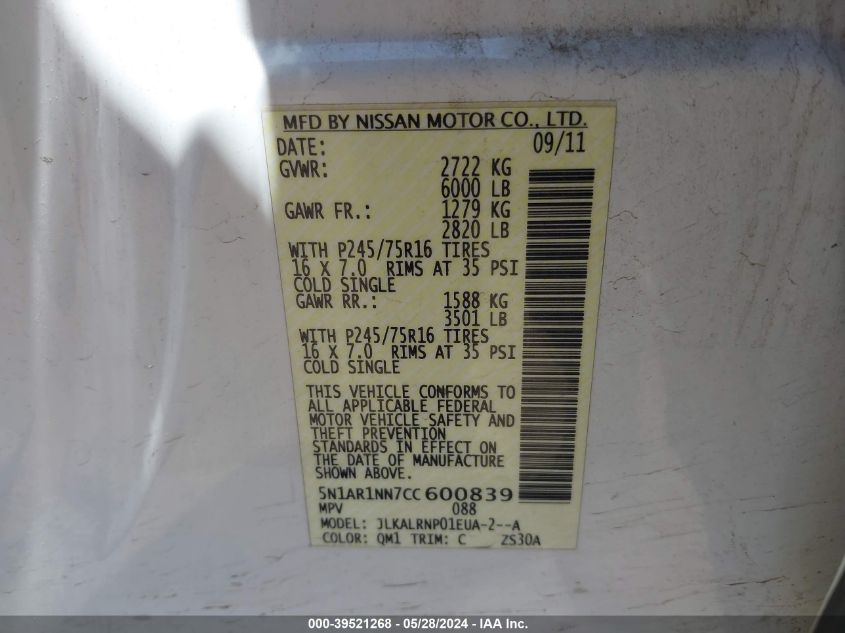 MFD BY NISSAN MOTOR CO., LTD.
DATE: 09/11
GVWR: 2722 KG
6000 LB
GAWR FR.: 1279 KG
2820 LB
WITH P245/75R16 TIRES
16 X 7.0 RIMS AT 35 PSI
COLD SINGLE
GAWR RR.: 1588 KG
3501 LB
WITH P245/75R16 TIRES
16 X 7.0 RIMS AT 35 PSI
COLD SINGLE
THIS VEHICLE CONFORMS TO
ALL APPLICABLE FEDERAL
MOTOR VEHICLE SAFETY AND
THEFT PREVENTION
STANDARDS IN EFFECT ON
THE DATE OF MANUFACTURE
SHOWN ABOVE.
5N1AR1NN7CC600839
MPV 088
MODEL: JLKALRNP01EUA-2--A
COLOR: QM1 TRIM: C ZS30A
000-39521268 - 05/28/2024 - IAA Inc.